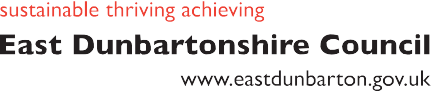 sustainable thriving achieving
East Dunbartonshire Council
www.eastdunbarton.gov.uk